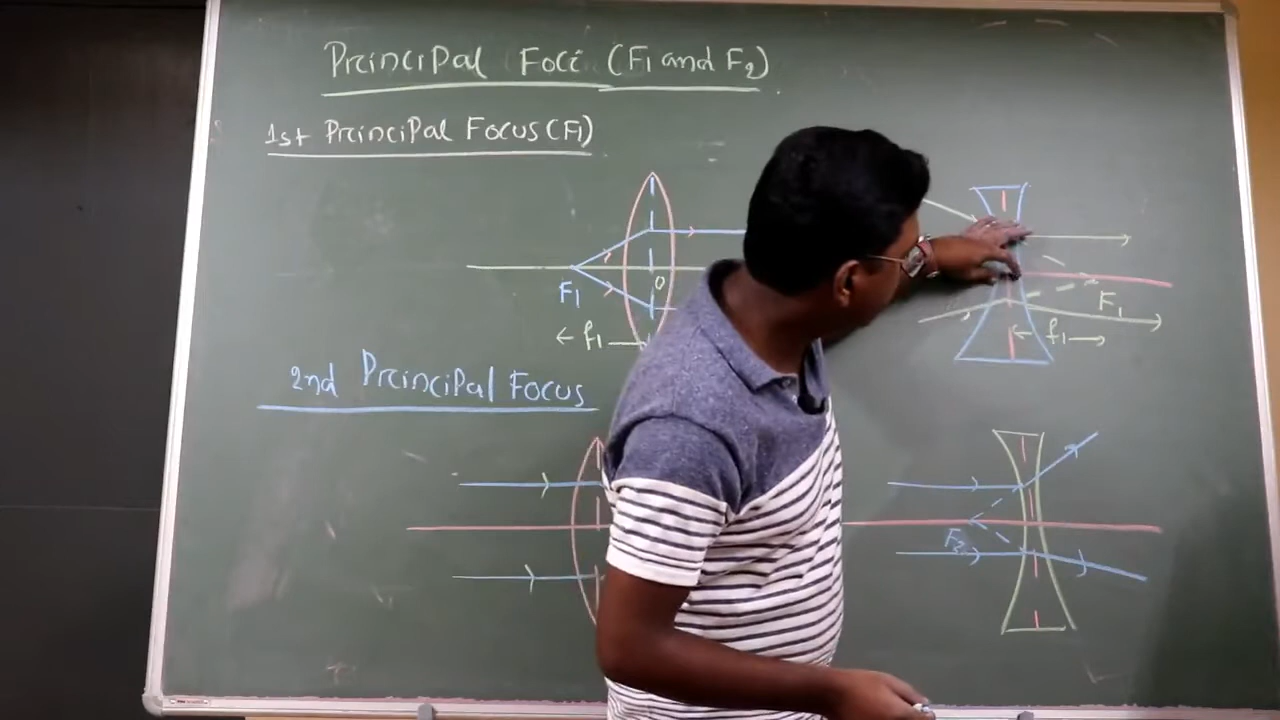 Principal Foci (F1 and F2)
1st Principal Focus (F1)
F1
O
← f1
F1
← f1 →
2nd Principal Focus
F2